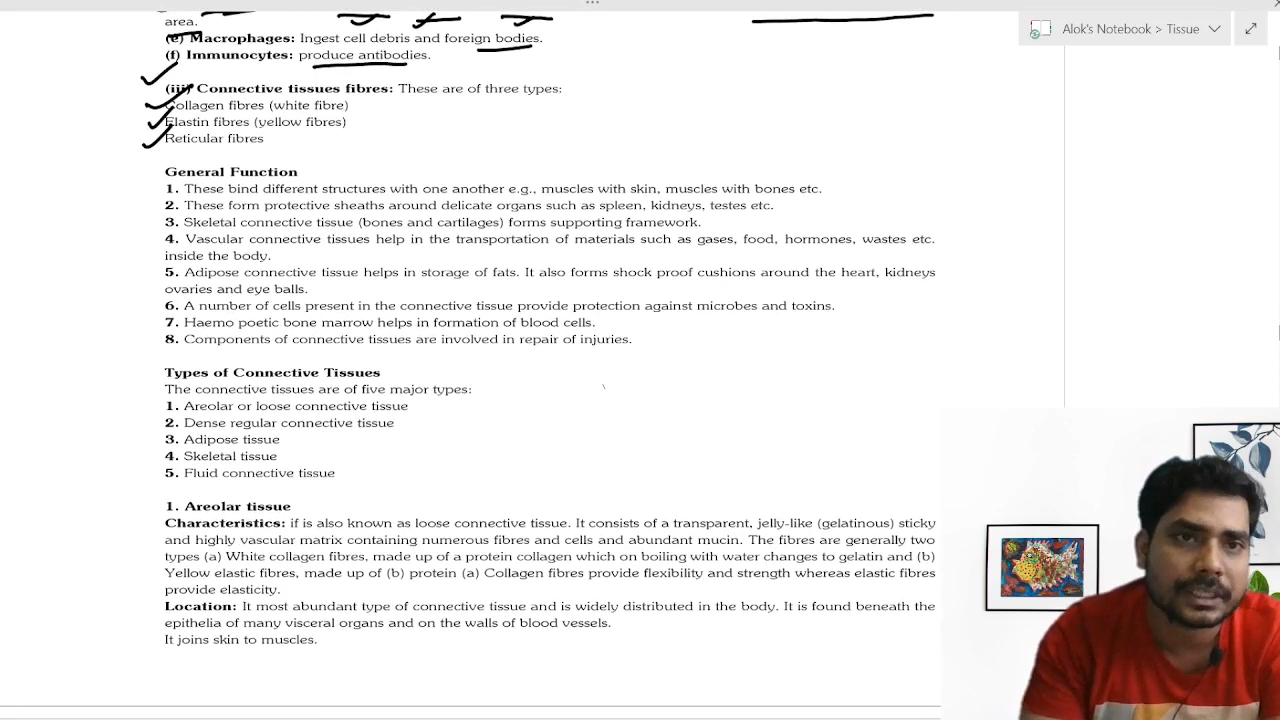 Alok's Notebook > Tissue
area.
(e) Macrophages: Ingest cell debris and foreign bodies.
(f) Immunocytes: produce antibodies.
(iii) Connective tissues fibres: These are of three types:
Collagen fibres (white fibre)
Elastin fibres (yellow fibres)
Reticular fibres
General Function
1. These bind different structures with one another e.g., muscles with skin, muscles with bones etc.
2. These form protective sheaths around delicate organs such as spleen, kidneys, testes etc.
3. Skeletal connective tissue (bones and cartilages) forms supporting framework.
4. Vascular connective tissues help in the transportation of materials such as gases, food, hormones, wastes etc.
inside the body.
5. Adipose connective tissue helps in storage of fats. It also forms shock proof cushions around the heart, kidneys
ovaries and eye balls.
6. A number of cells present in the connective tissue provide protection against microbes and toxins.
7. Haemo poetic bone marrow helps in formation of blood cells.
8. Components of connective tissues are involved in repair of injuries.
Types of Connective Tissues
The connective tissues are of five major types:
1. Areolar or loose connective tissue
2. Dense regular connective tissue
3. Adipose tissue
4. Skeletal tissue
5. Fluid connective tissue
1. Areolar tissue
Characteristics: if is also known as loose connective tissue. It consists of a transparent, jelly-like (gelatinous) sticky
and highly vascular matrix containing numerous fibres and cells and abundant mucin. The fibres are generally two
types (a) White collagen fibres, made up of a protein collagen which on boiling with water changes to gelatin and (b)
Yellow elastic fibres, made up of (b) protein (a) Collagen fibres provide flexibility and strength whereas elastic fibres
provide elasticity.
Location: It most abundant type of connective tissue and is widely distributed in the body. It is found beneath the
epithelia of many visceral organs and on the walls of blood vessels.
It joins skin to muscles.